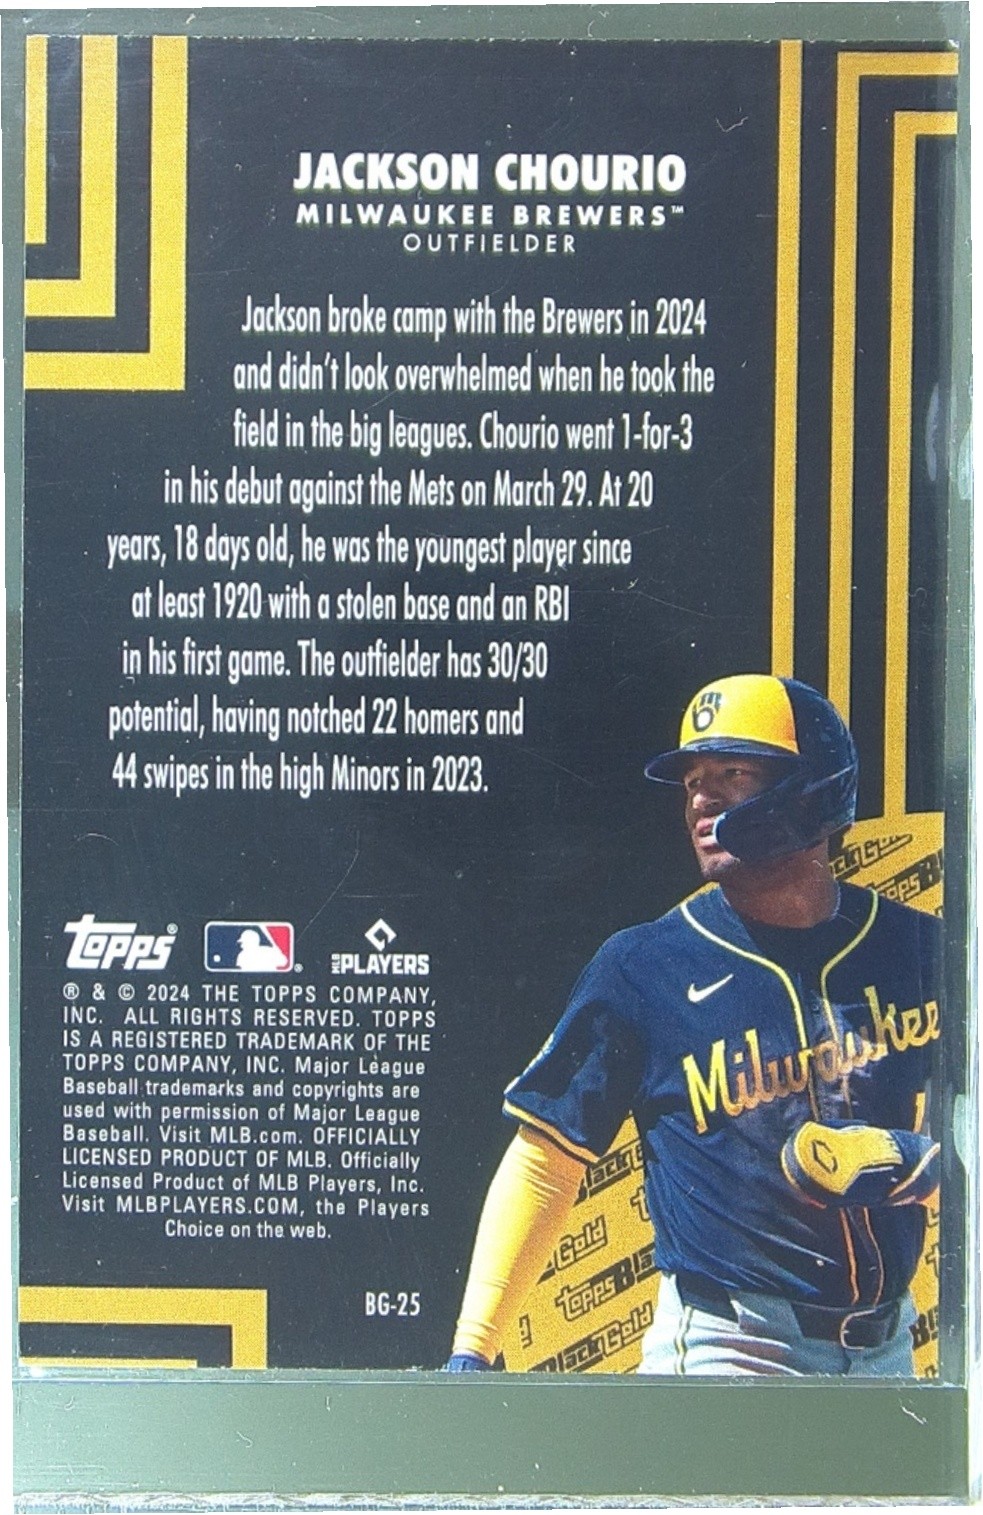 JACKSON CHOURIO
MILWAUKEE BREWERS™
OUTFIELDER
Jackson broke camp with the Brewers in 2024
and didn't look overwhelmed when he took the
field in the big leagues. Chourio went 1-for-3
in his debut against the Mets on March 29. At 20
years, 18 days old, he was the youngest player since
at least 1920 with a stolen base and an RBI
in his first game. The outfielder has 30/30
potential, having notched 22 homers and
44 swipes in the high Minors in 2023.
Topps®
MLB PLAYERS
® & © 2024 THE TOPPS COMPANY,
INC. ALL RIGHTS RESERVED. TOPPS
IS A REGISTERED TRADEMARK OF THE
TOPPS COMPANY, INC. Major League
Baseball trademarks and copyrights are
used with permission of Major League
Baseball. Visit MLB.com. OFFICIALLY
LICENSED PRODUCT OF MLB. Officially
Licensed Product of MLB Players, Inc.
Visit MLBPLAYERS.COM, the Players
Choice on the web.
BG-25
Milwaukee
Gold
Topps Bla
Black Gold